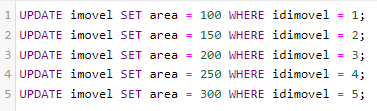 1 UPDATE imovel SET area = 100 WHERE idimovel = 1;
2 UPDATE imovel SET area = 150 WHERE idimovel = 2;
3 UPDATE imovel SET area = 200 WHERE idimovel = 3;
4 UPDATE imovel SET area = 250 WHERE idimovel = 4;
5 UPDATE imovel SET area = 300 WHERE idimovel = 5;